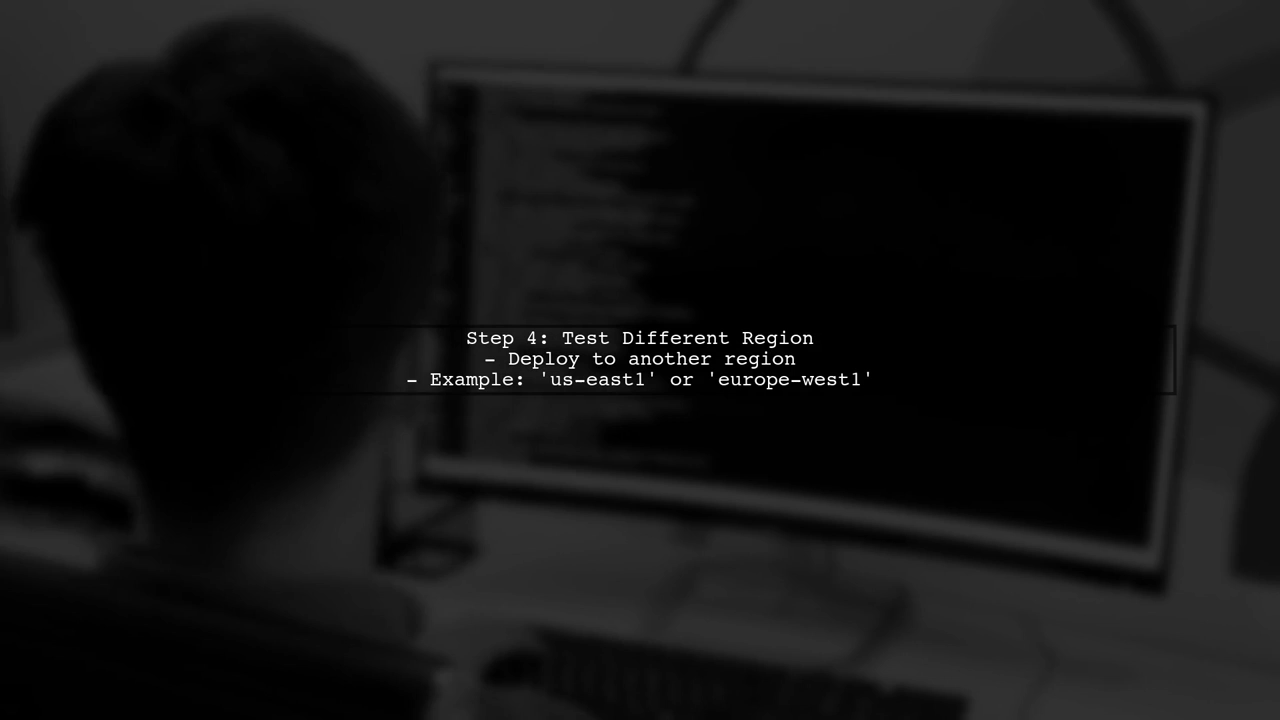 Step 4: Test Different Region
- Deploy to another region
- Example: 'us-east1' or 'europe-west1'